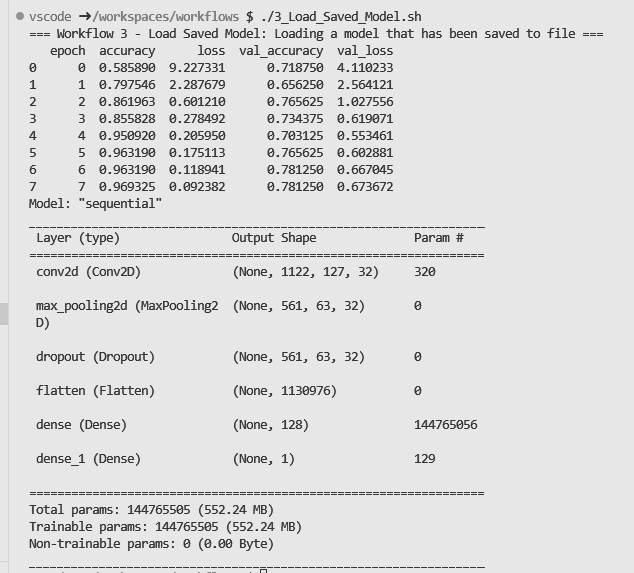 vscode ➜/workspaces/workflows $ ./3_Load_Saved_Model.sh
=== Workflow 3 - Load Saved Model: Loading a model that has been saved to file ===
epoch accuracy loss val_accuracy val_loss
0 0 0.585890 9.227331 0.718750 4.110233
1 1 0.797546 2.287679 0.656250 2.564121
2 2 0.861963 0.601210 0.765625 1.027556
3 3 0.855828 0.278492 0.734375 0.619071
4 4 0.950920 0.205950 0.703125 0.553461
5 5 0.963190 0.175113 0.765625 0.602881
6 6 0.963190 0.118941 0.781250 0.667045
7 7 0.969325 0.092382 0.781250 0.673672
Model: "sequential"
_________________________________________________________________
Layer (type) Output Shape Param #
=================================================================
conv2d (Conv2D) (None, 1122, 127, 32) 320
max_pooling2d (MaxPooling2 (None, 561, 63, 32) 0
D)
dropout (Dropout) (None, 561, 63, 32) 0
flatten (Flatten) (None, 1130976) 0
dense (Dense) (None, 128) 144765056
dense_1 (Dense) (None, 1) 129
=================================================================
Total params: 144765505 (552.24 MB)
Trainable params: 144765505 (552.24 MB)
Non-trainable params: 0 (0.00 Byte)
_________________________________________________________________